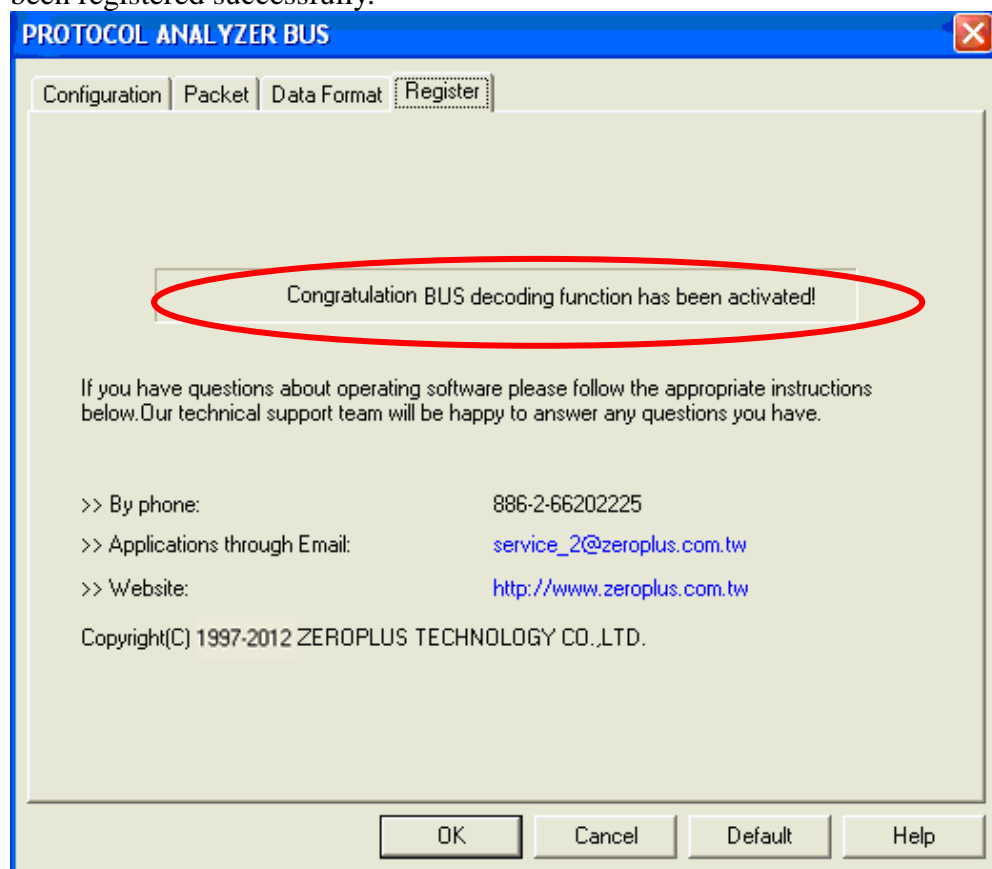 been registered successfully.
PROTOCOL ANALYZER BUS
Configuration Packet Data Format Register
Congratulation BUS decoding function has been activated!
If you have questions about operating software please follow the appropriate instructions
below.Our technical support team will be happy to answer any questions you have.
>> By phone: 886-2-66202225
>> Applications through Email: service_2@zeroplus.com.tw
>> Website: http://www.zeroplus.com.tw
Copyright(C) 1997-2012 ZEROPLUS TECHNOLOGY CO.,LTD.
OK Cancel Default Help